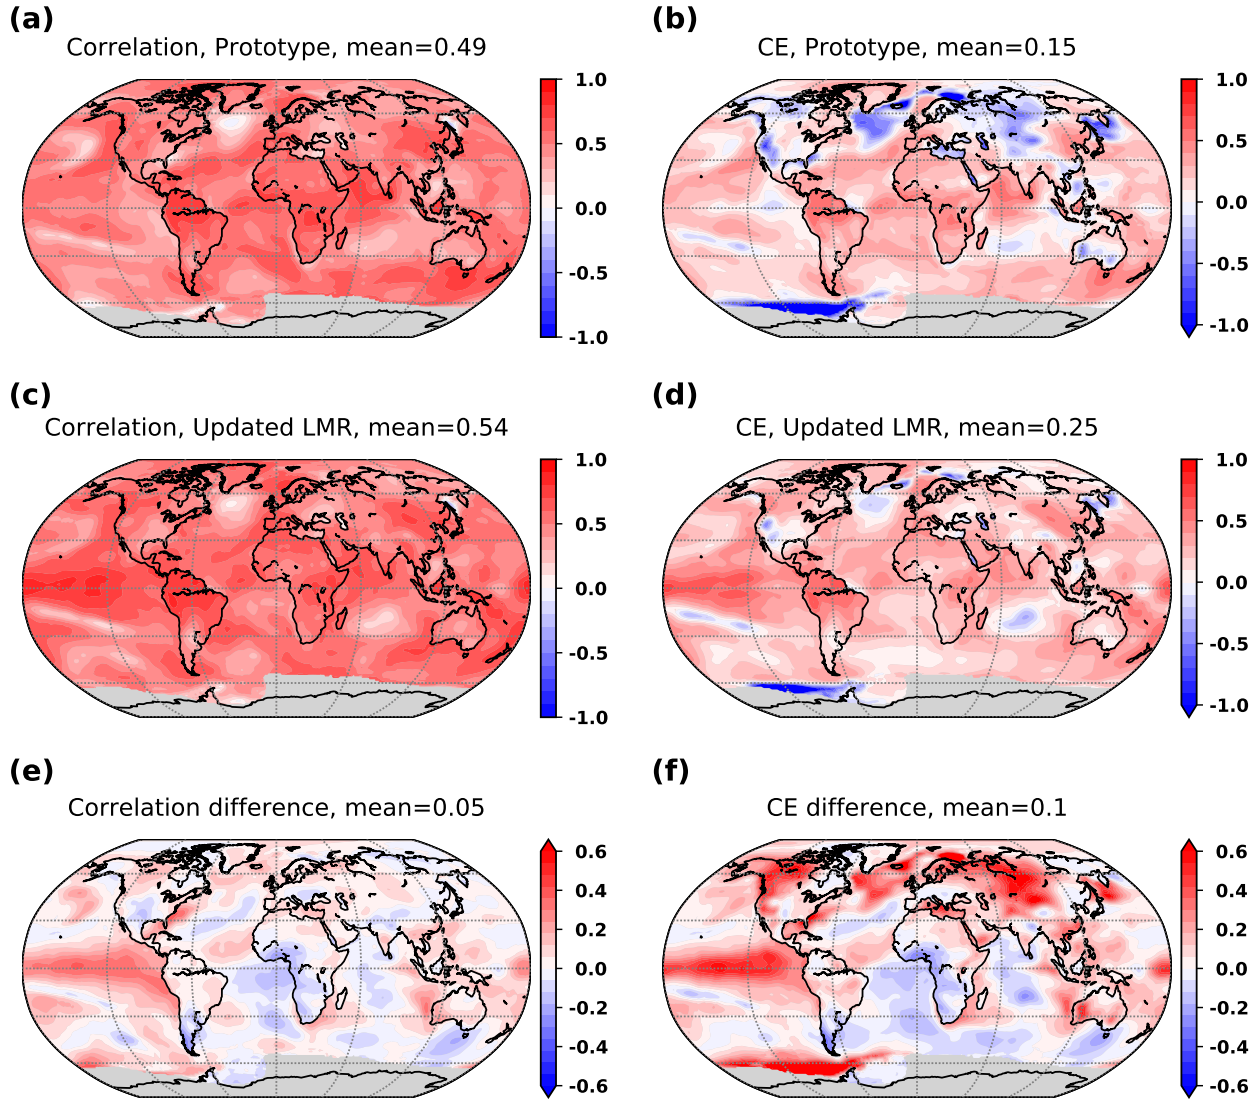 (a)
Correlation, Prototype, mean=0.49
1.0
0.5
0.0
-0.5
-1.0
(b)
CE, Prototype, mean=0.15
1.0
0.5
0.0
-0.5
-1.0
(c)
Correlation, Updated LMR, mean=0.54
1.0
0.5
0.0
-0.5
-1.0
(d)
CE, Updated LMR, mean=0.25
1.0
0.5
0.0
-0.5
-1.0
(e)
Correlation difference, mean=0.05
0.6
0.4
0.2
0.0
-0.2
-0.4
-0.6
(f)
CE difference, mean=0.1
0.6
0.4
0.2
0.0
-0.2
-0.4
-0.6